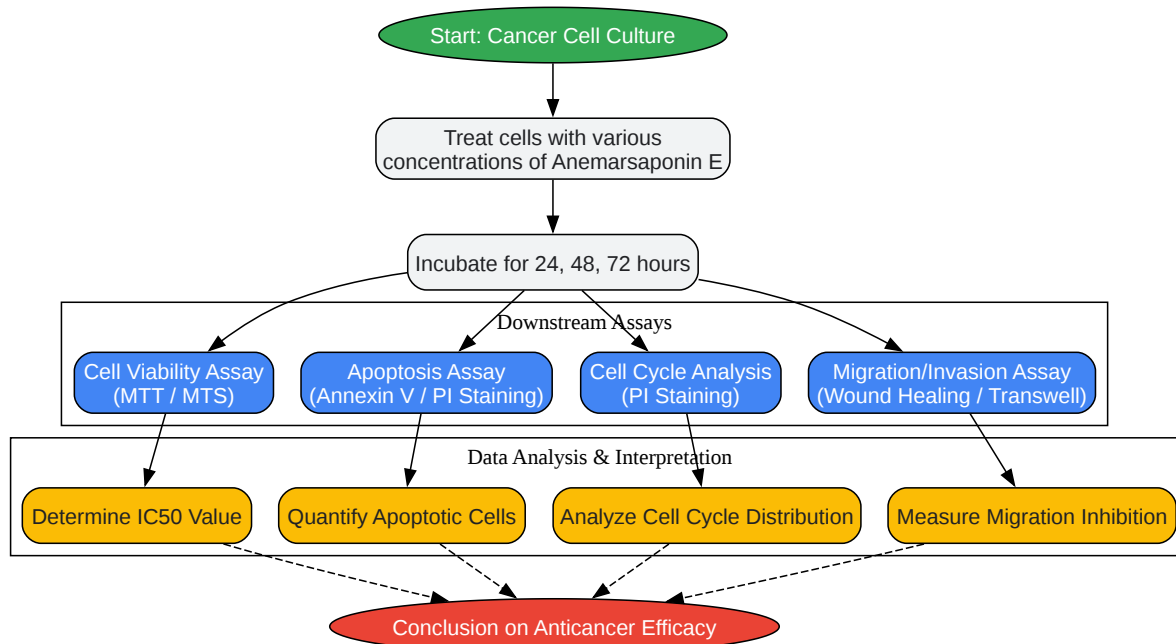 Start: Cancer Cell Culture
Treat cells with various
concentrations of Anemarsaponin E
Incubate for 24, 48, 72 hours
Downstream Assays
Cell Viability Assay
(MTT / MTS)
Apoptosis Assay
(Annexin V / PI Staining)
Cell Cycle Analysis
(PI Staining)
Migration/Invasion Assay
(Wound Healing / Transwell)
Data Analysis & Interpretation
Determine IC50 Value
Quantify Apoptotic Cells
Analyze Cell Cycle Distribution
Measure Migration Inhibition
Conclusion on Anticancer Efficacy